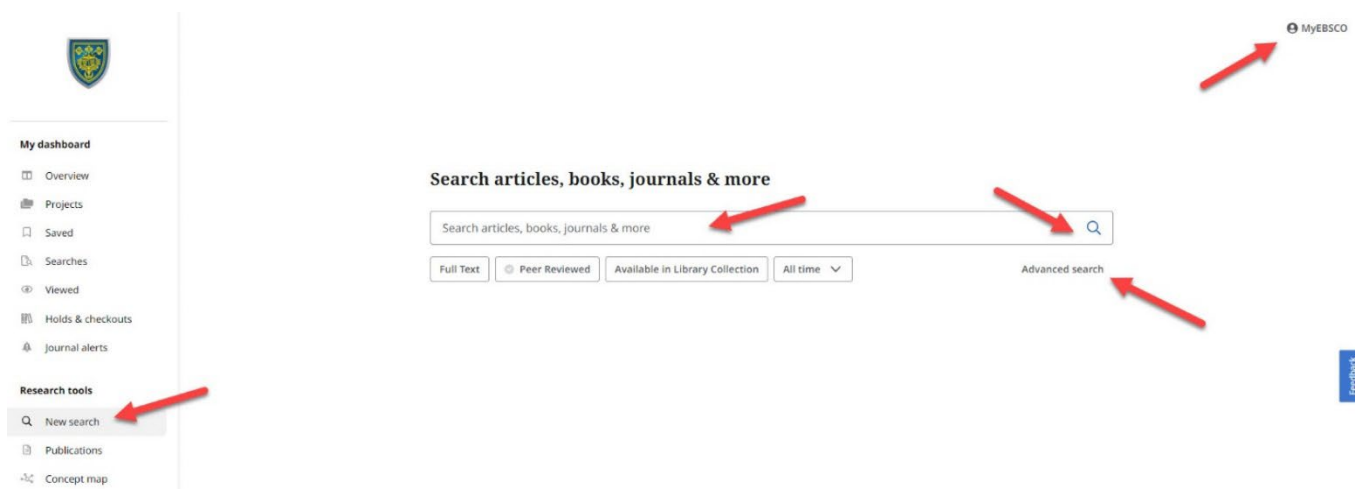 MyEBSCO
My dashboard
Overview
Projects
Saved
Searches
Viewed
Holds & checkouts
Journal alerts
Research tools
New search
Publications
Concept map
Search articles, books, journals & more
Search articles, books, journals & more
Full Text
Peer Reviewed
Available in Library Collection
All time
Advanced search
Feedback